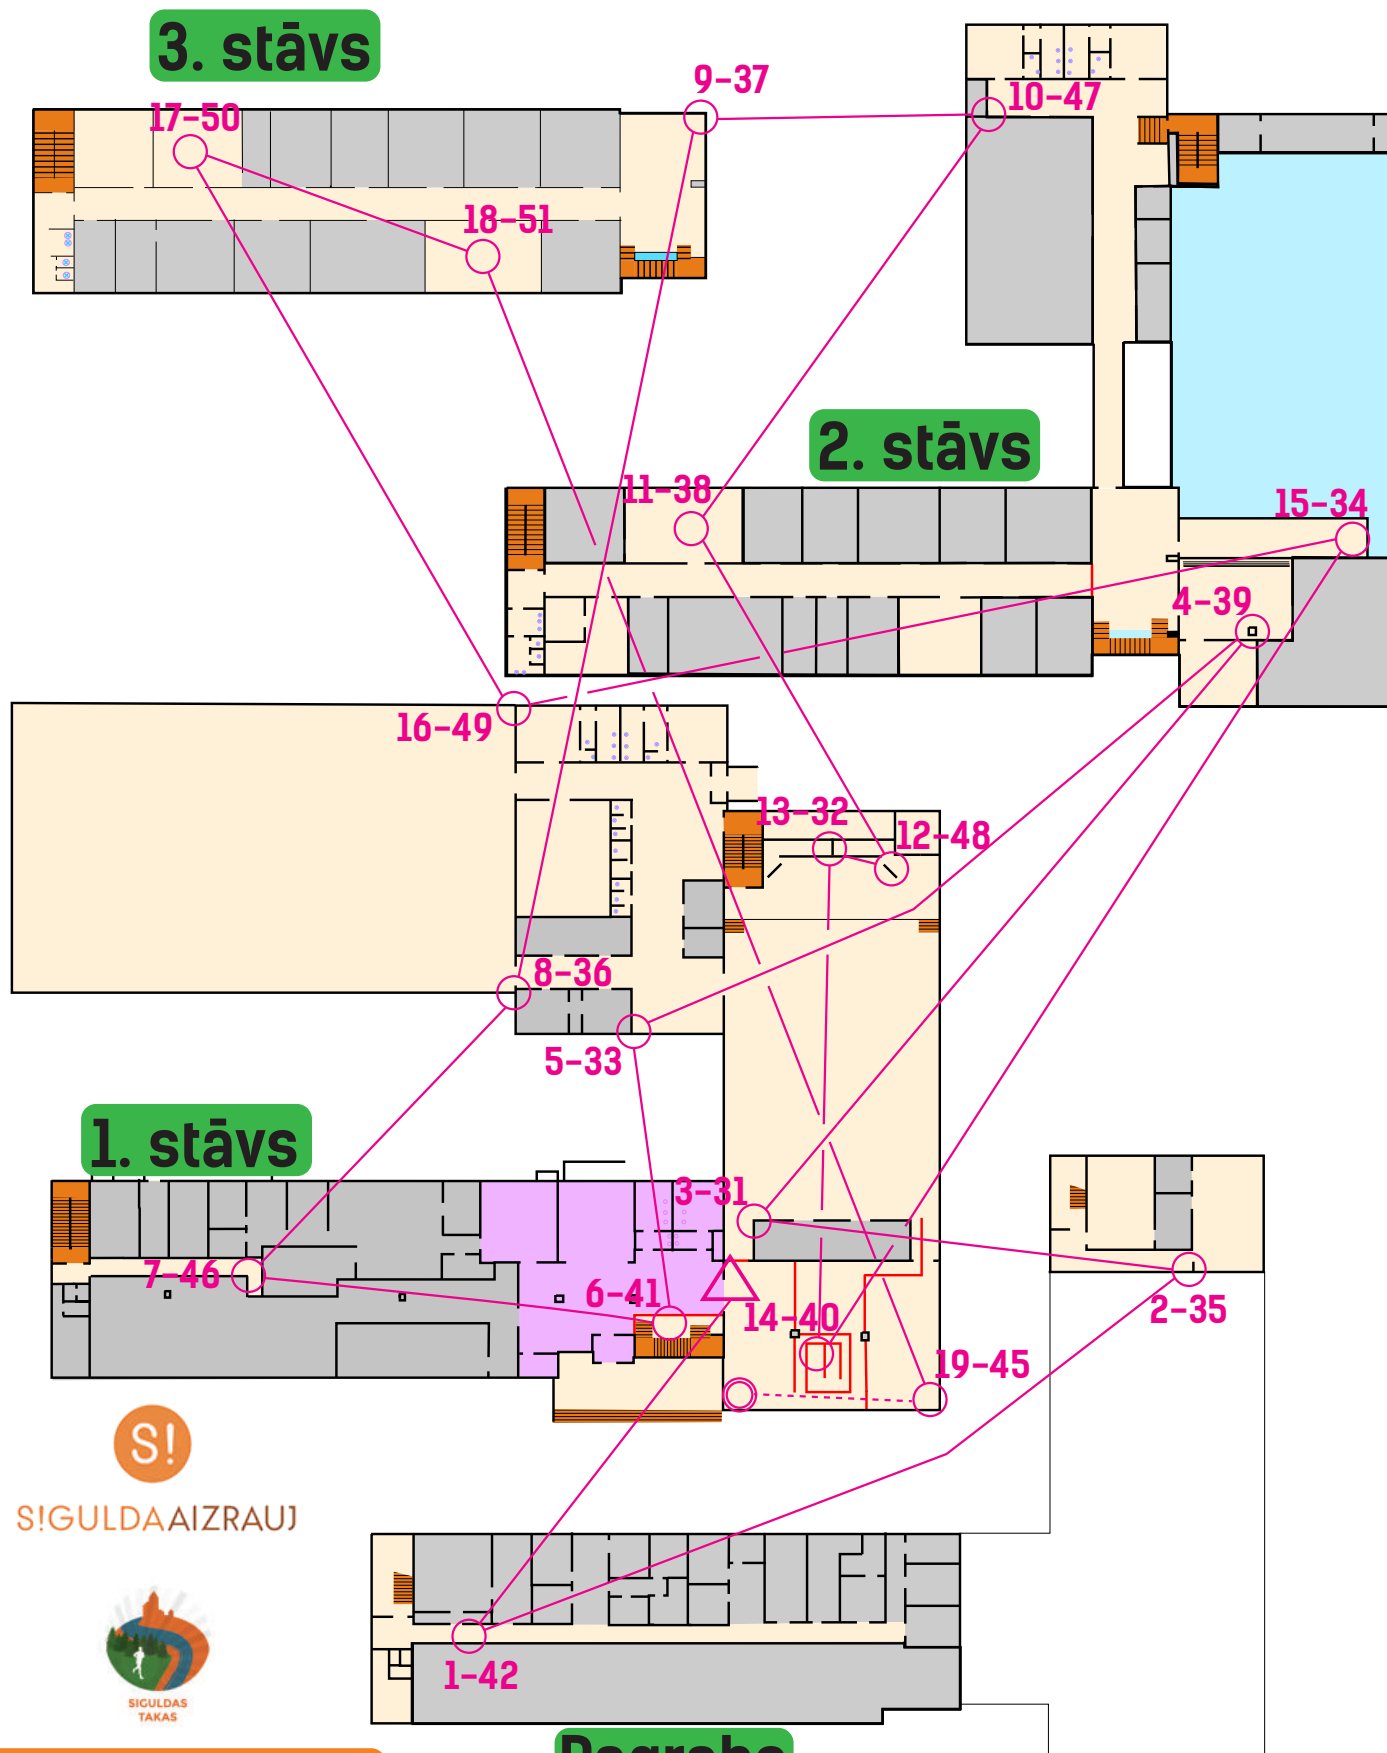 3. stāvs
9-37
10-47
17-50
18-51
2. stāvs
11-38
15-34
4-39
16-49
13-32
12-48
8-36
5-33
1. stāvs
3-31
7-46
6-41
14-40
2-35
19-45
S!
S!GULDAAIZRAUJ
SIGULDAS
TAKAS
1-42
Pagrabs